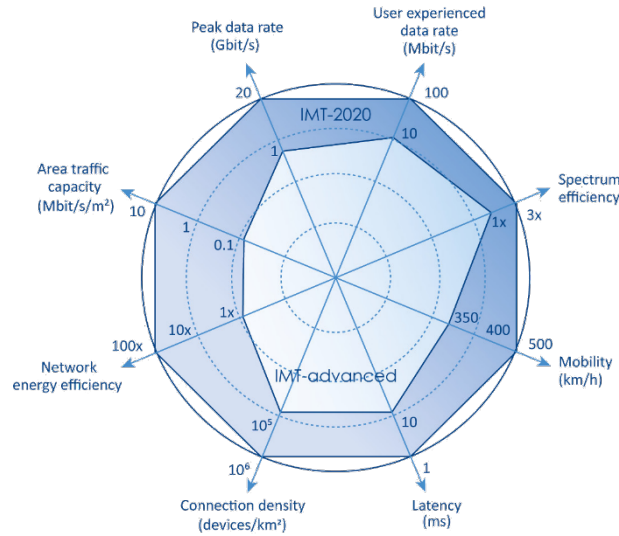 Peak data rate
(Gbit/s)
User experienced
data rate
(Mbit/s)
20
100
IMT-2020
1
10
Area traffic
capacity
(Mbit/s/m²)
Spectrum
efficiency
10
1
0.1
1x
3x
1x
10x
100x
350
400
500
Network
energy efficiency
Mobility
(km/h)
IMT-advanced
10⁵
10
10⁶
1
Connection density
(devices/km²)
Latency
(ms)